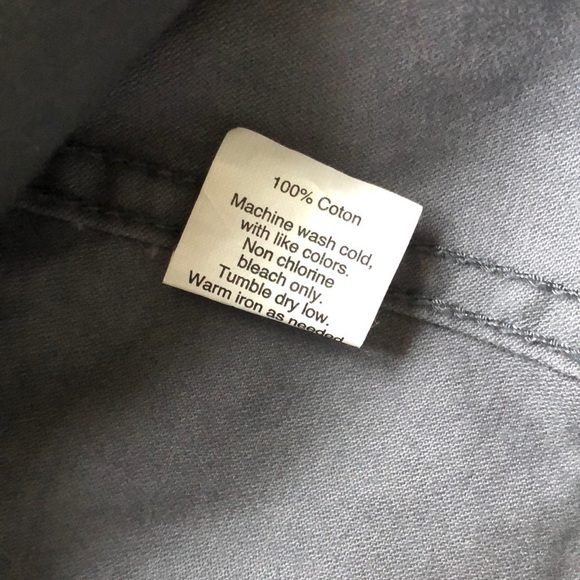 100% Coton
Machine wash cold,
with like colors.
Non chlorine
bleach only.
Tumble dry low.
Warm iron as needed